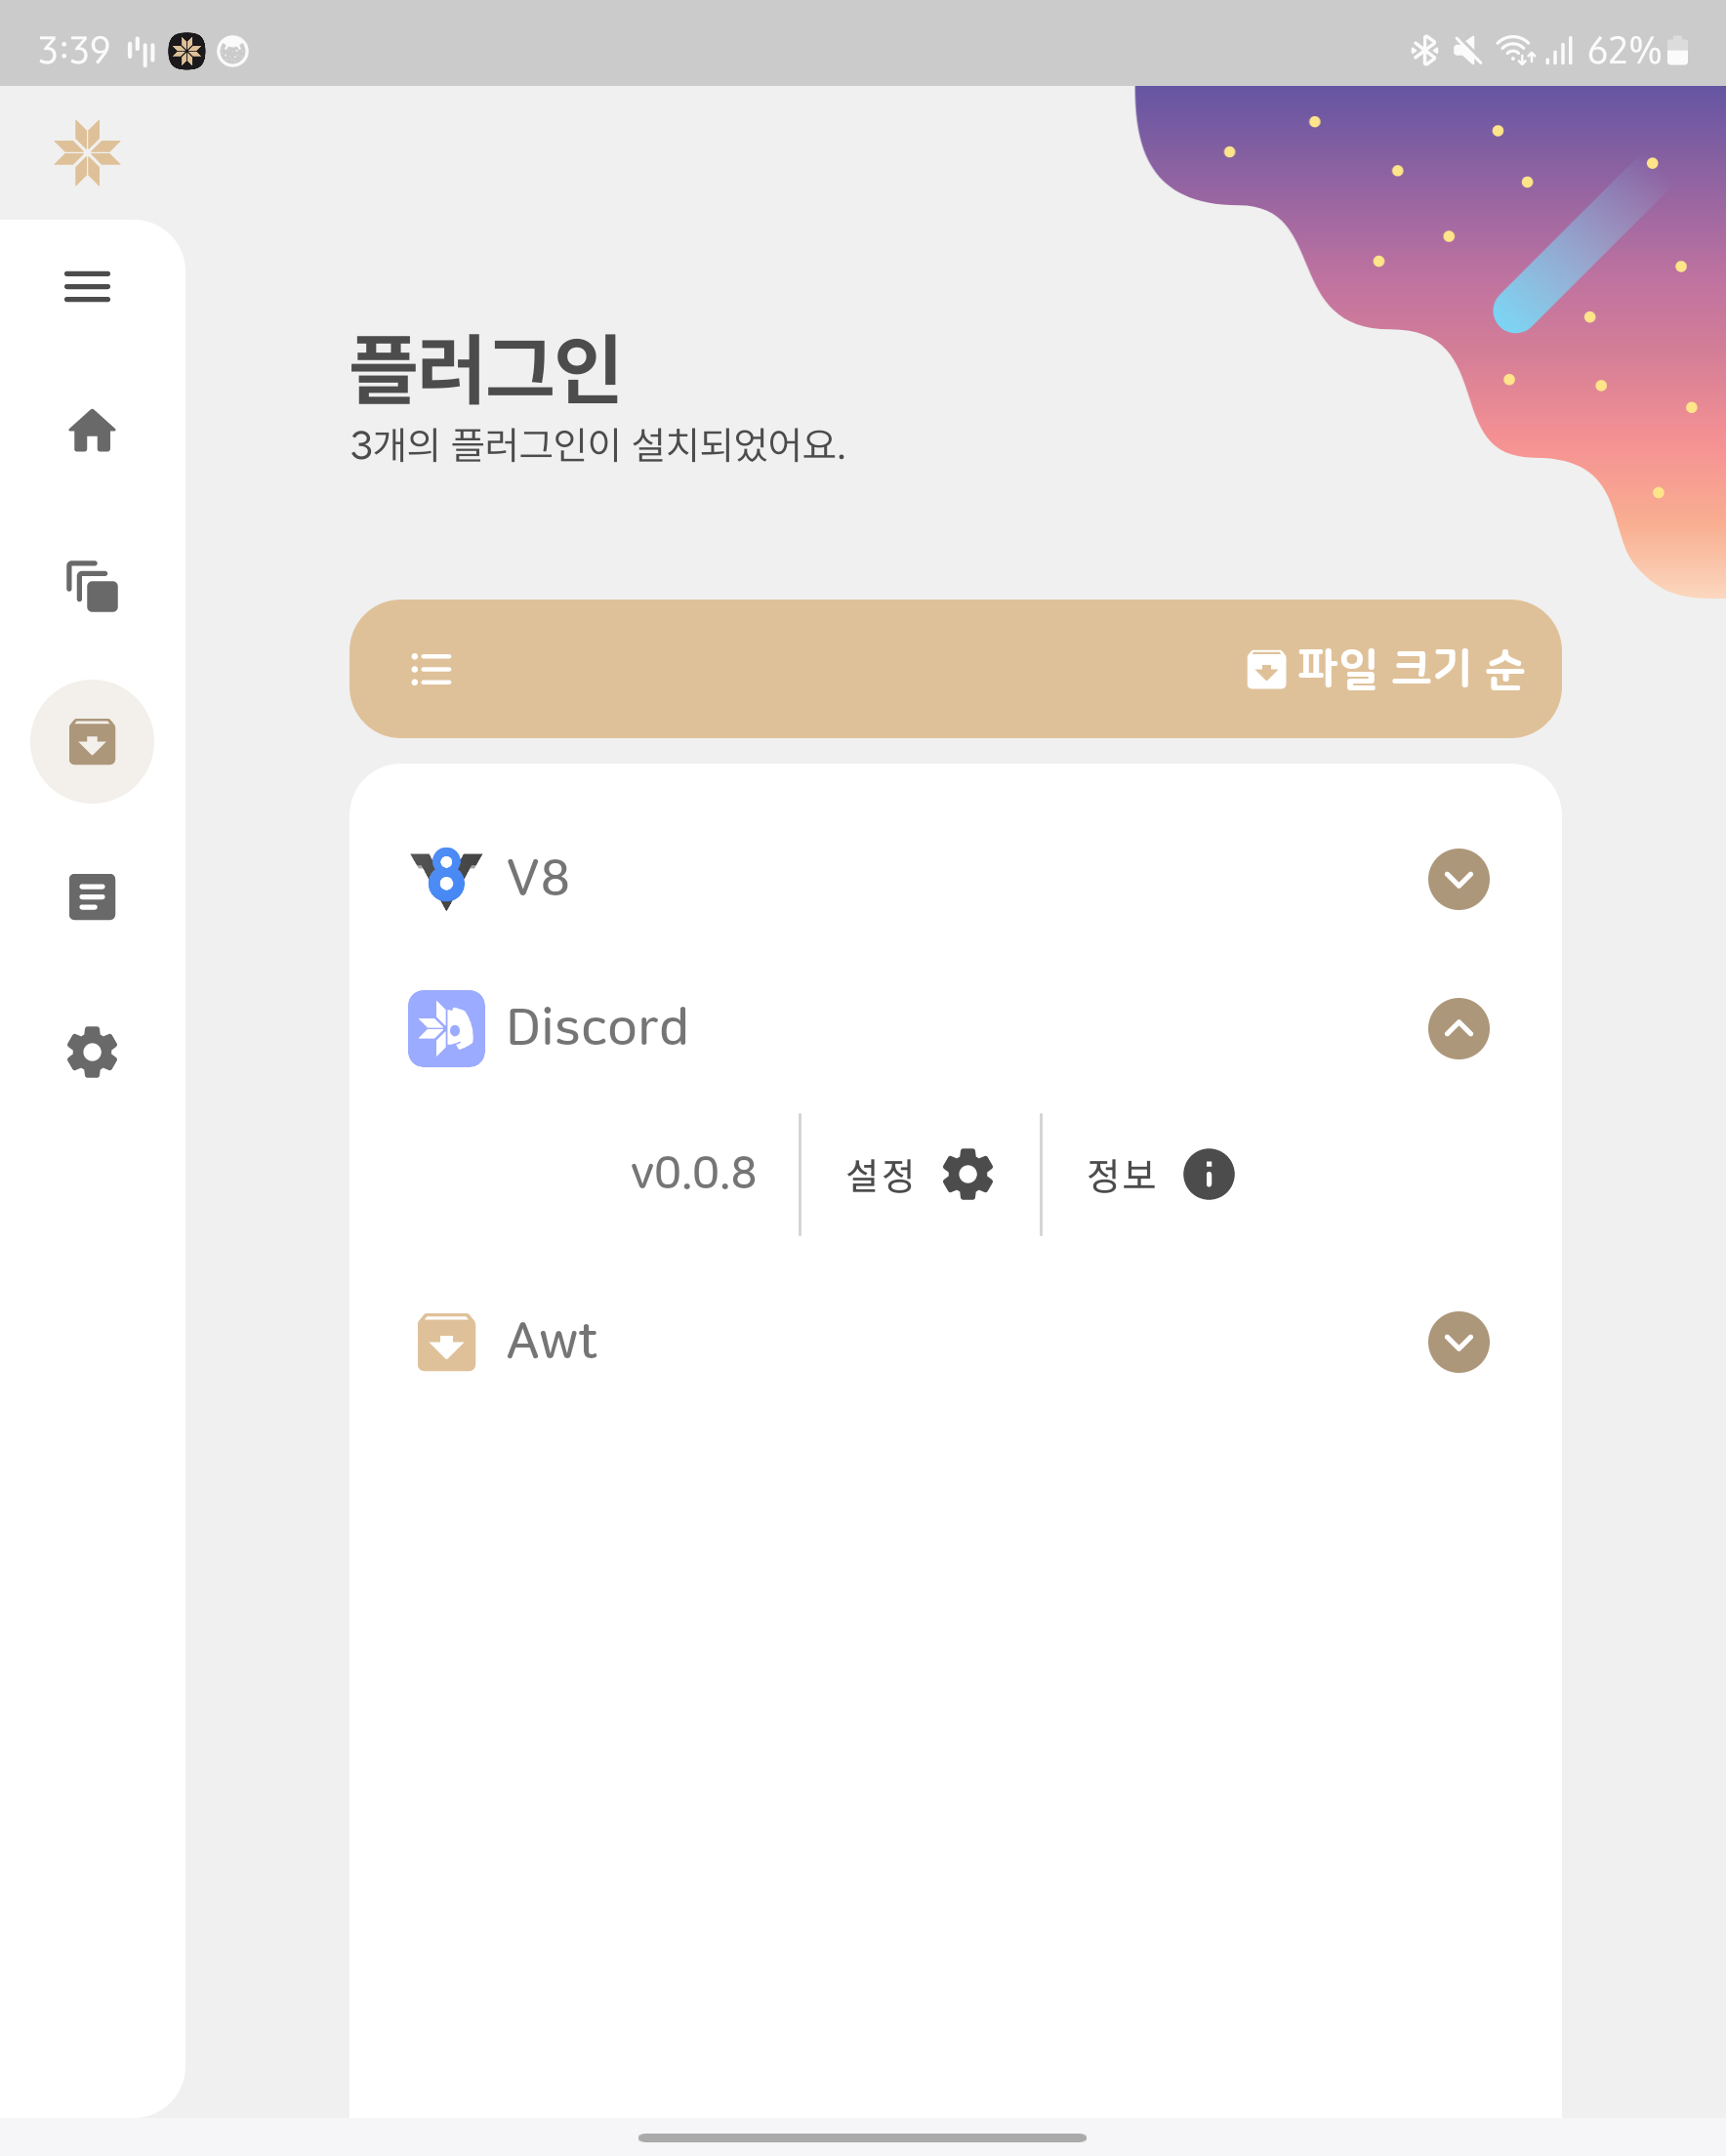 3:39
62%
플러그인
3개의 플러그인이 설치되었어요.
파일 크기 순
V8
Discord
v0.0.8
설정
정보
Awt